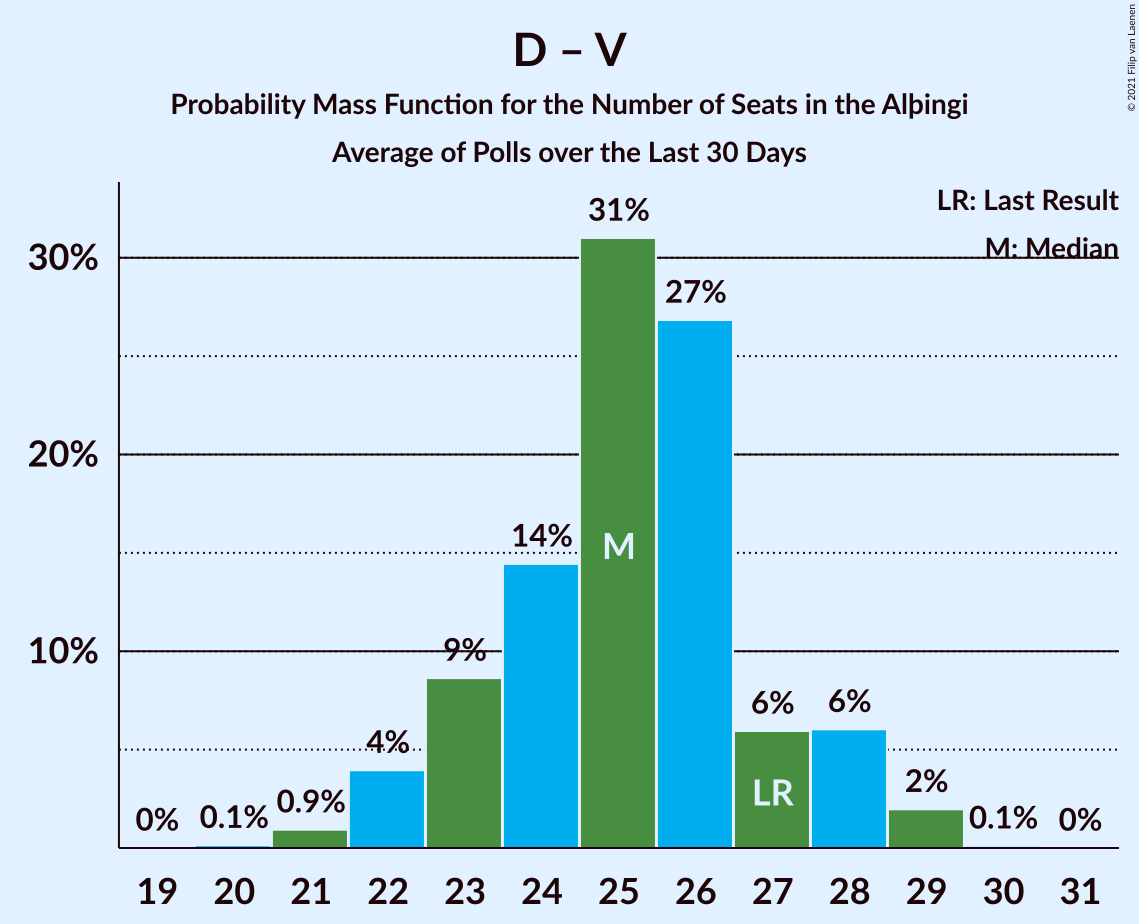 D – V
Probability Mass Function for the Number of Seats in the Alþingi
Average of Polls over the Last 30 Days
© 2021 Filip van Laenen
LR: Last Result
M: Median
30%
20%
10%
0%
0.1%
0.9%
4%
9%
14%
31%
27%
6%
6%
2%
0.1%
0%
M
LR
19 20 21 22 23 24 25 26 27 28 29 30 31